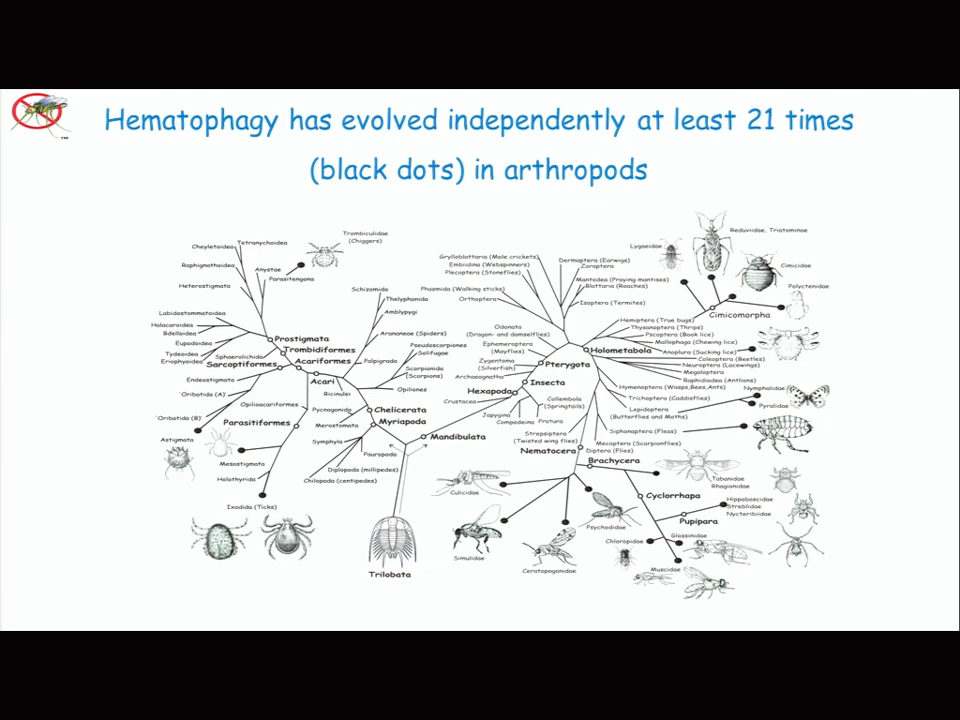 Hematophagy has evolved independently at least 21 times
(black dots) in arthropods
Trombiculidae
(Chiggers)
Cheyletoidea
Tetranychoidea
Raphignathoidea
Anystae
Parasitengona
Heterostigmata
Labidostommatoidea
Halacaroidea
Bdelloidea
Eupodoidea
Tydeoidea
Eriophyoidea
Sphaerolichida
Prostigmata
Trombidiformes
Sarcoptiformes
Acariformes
Endeostigmata
Acari
Ricinulei
'Oribatida (A)
Opilioacariformes
'Oribatida (B)
Parasitiformes
Astigmata
Mesostigmata
Holothyrida
Ixodida (Ticks)
Schizomida
Thelyphonida
Amblypygi
Araneae (Spiders)
Pseudoscorpiones
Solifugae
Palpigrado
Scorpionida
(Scorpions)
Opiliones
Pycnogonida
Chelicerata
Merostomata
Myriapoda
Symphyla
Pauropoda
Diplopoda (millipedes)
Chilopoda (centipedes)
Mandibulata
Trilobata
Grylloblattaria (Mole crickets)
Embiidina (Webspinners)
Plecoptera (Stoneflies)
Phasmida (Walking sticks)
Orthoptera
Dermaptera (Earwigs)
Zoraptera
Mantodea (Praying mantises)
Blattaria (Roaches)
Isoptera (Termites)
Odonata
(Dragon- and damselflies)
Ephemeroptera
(Mayflies)
Zygentoma
(Silverfish)
Archaeognatha
Pterygota
Insecta
Hexapoda
Crustacea
Collembola
(Springtails)
Japygina
Campodeina
Protura
Lygaeidae
Reduviidae, Triatominae
Cimicidae
Polyctenidae
Cimicomorpha
Hemiptera (True bugs)
Thysanoptera (Thrips)
Pscoptera (Book lice)
Mallophaga (Chewing lice)
Holometabola
Anoplura (Sucking lice)
Coleoptera (Beetles)
Neuroptera (Lacewings)
Megaloptera
Raphidiodea (Antlions)
Hymenoptera (Wasps,Bees,Ants)
Nymphalidae
Trichoptera (Caddisflies)
Pyralidae
Lepidoptera
(Butterflies and Moths)
Siphonaptera (Fleas)
Strepsiptera
(Twisted wing flies)
Mecoptera (Scorpionflies)
Nematocera
Diptera (Flies)
Brachycera
Culicidae
Simulidae
Ceratopogonidae
Psychodidae
Tabanidae
Rhagionidae
Cyclorrhapa
Hippoboscidae
Streblidae
Nycteribiidae
Pupipara
Glossinidae
Chloropidae
Muscidae